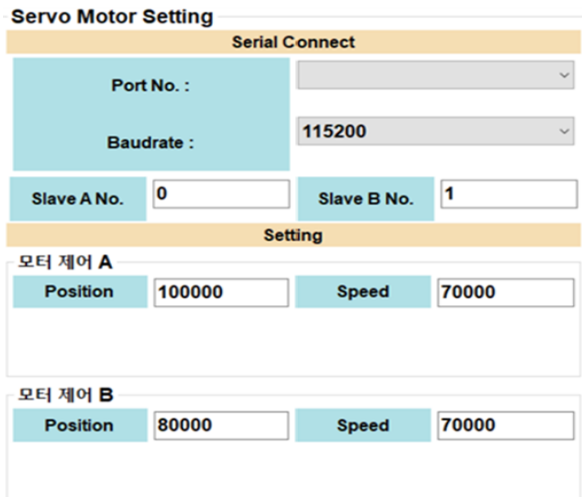 Servo Motor Setting
Serial Connect
Port No. :
Baudrate : 115200
Slave A No. 0 Slave B No. 1
Setting
모터 제어 A
Position 100000 Speed 70000
모터 제어 B
Position 80000 Speed 70000